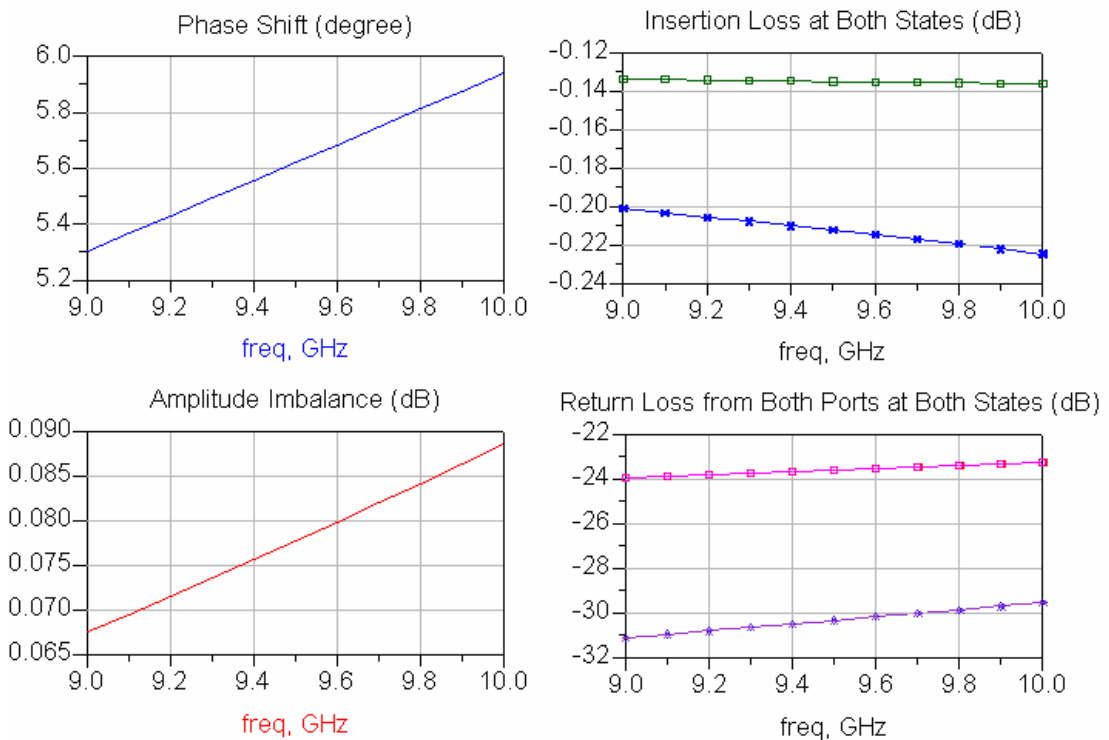 Phase Shift (degree)
6.0
5.8
5.6
5.4
5.2
9.0 9.2 9.4 9.6 9.8 10.0
freq, GHz
Insertion Loss at Both States (dB)
-0.12
-0.14
-0.16
-0.18
-0.20
-0.22
-0.24
9.0 9.2 9.4 9.6 9.8 10.0
freq, GHz
Amplitude Imbalance (dB)
0.090
0.085
0.080
0.075
0.070
0.065
9.0 9.2 9.4 9.6 9.8 10.0
freq, GHz
Return Loss from Both Ports at Both States (dB)
-22
-24
-26
-28
-30
-32
9.0 9.2 9.4 9.6 9.8 10.0
freq, GHz